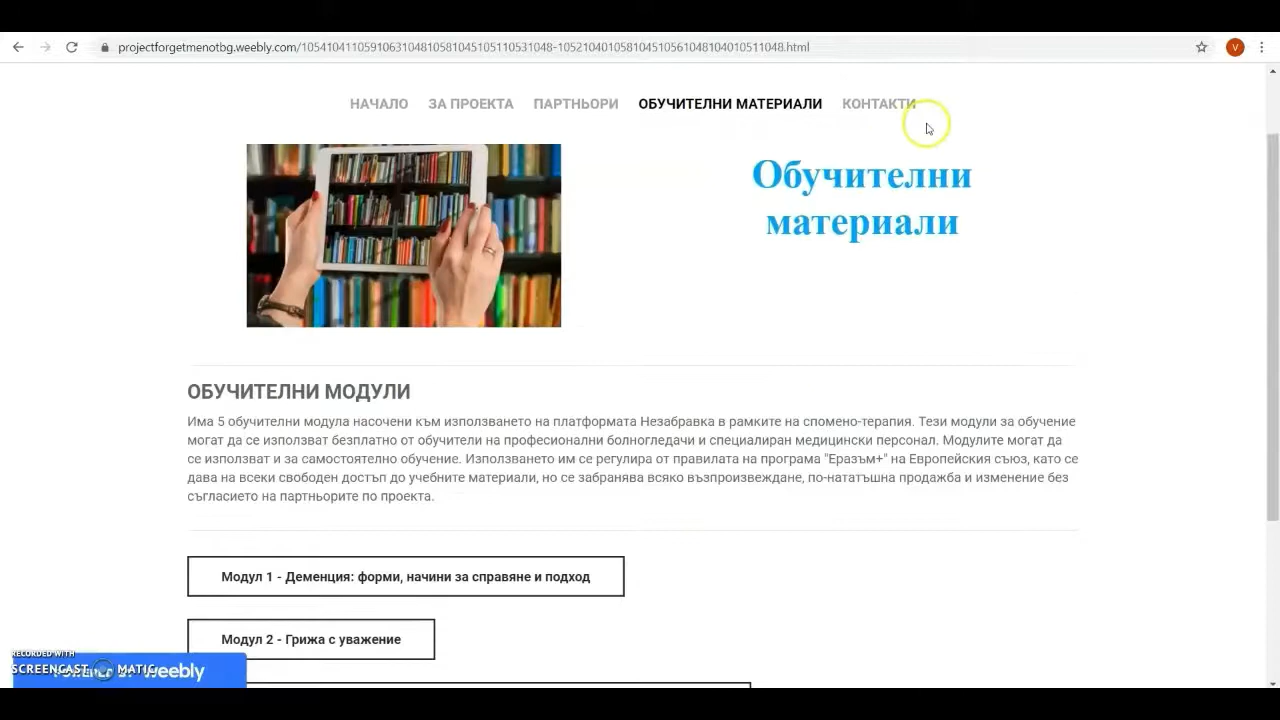 projectforgetmenotbg.weebly.com/1054104110591063104810581045105110531048-105210401058104510561048104010511048.html
V
НАЧАЛО ЗА ПРОЕКТА ПАРТНЬОРИ ОБУЧИТЕЛНИ МАТЕРИАЛИ КОНТАКТИ
Обучителни
материали
ОБУЧИТЕЛНИ МОДУЛИ
Има 5 обучителни модула насочени към използването на платформата Незабравка в рамките на спомено-терапия. Тези модули за обучение
могат да се използват безплатно от обучители на професионални болногледачи и специализиран медицински персонал. Модулите могат да
се използват и за самостоятелно обучение. Използването им се регулира от правилата на програма "Еразъм+" на Европейския съюз, като се
дава на всеки свободен достъп до учебните материали, но се забранява всяко възпроизвеждане, по-нататъшна продажба и изменение без
съгласието на партньорите по проекта.
Модул 1 - Деменция: форми, начини за справяне и подход
Модул 2 - Грижа с уважение
RECORDED WITH
SCREENCAST MATIC
POWERED BY weebly